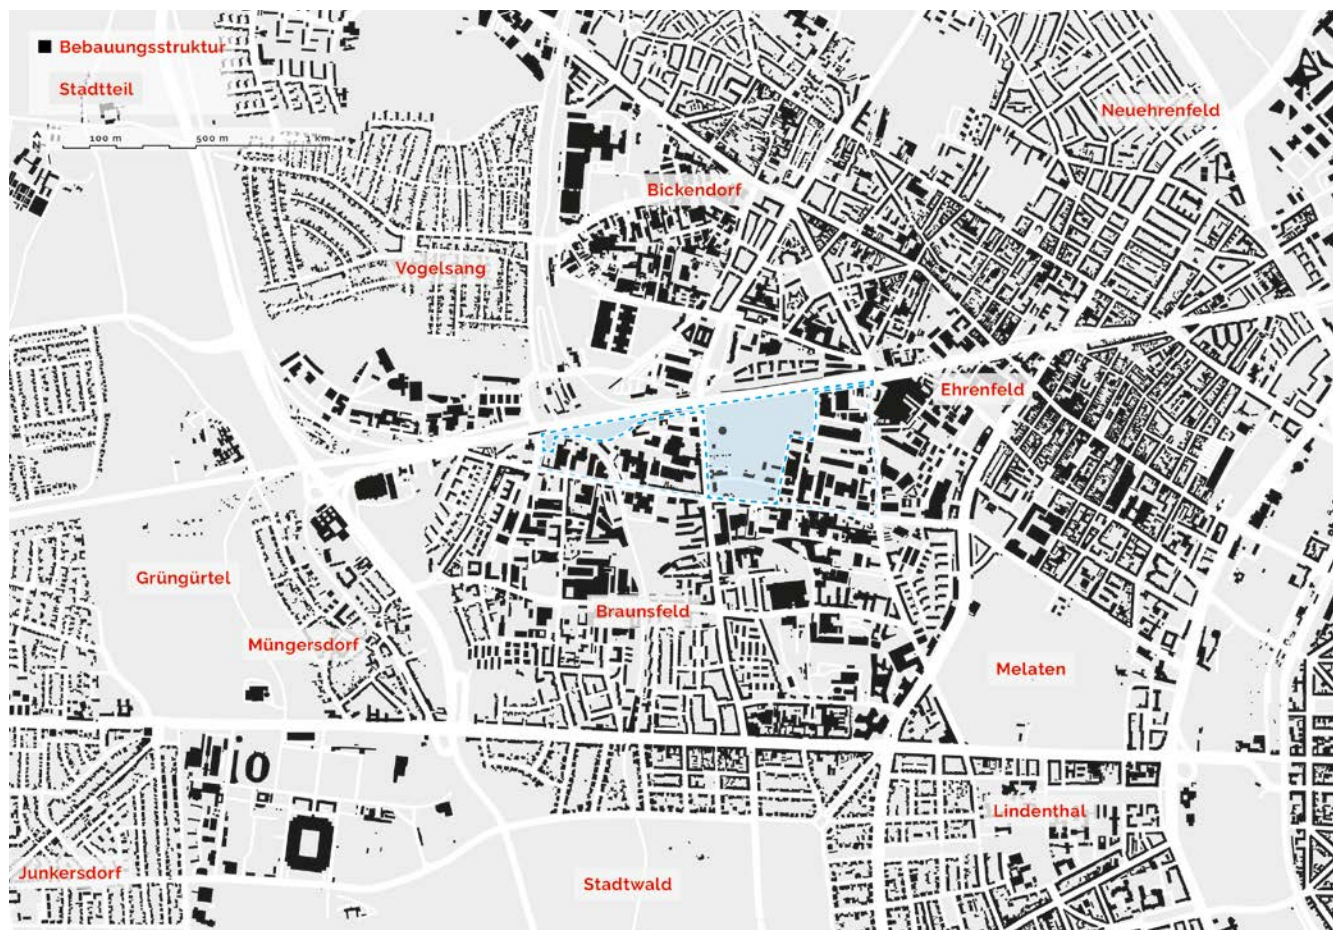 Bebauungsstruktur
Stadtteil
100 m 500 m 1 km
Neuehrenfeld
Bickendorf
Vogelsang
Ehrenfeld
Grüngürtel
Braunsfeld
Müngersdorf
Melaten
Lindenthal
Junkersdorf
Stadtwald